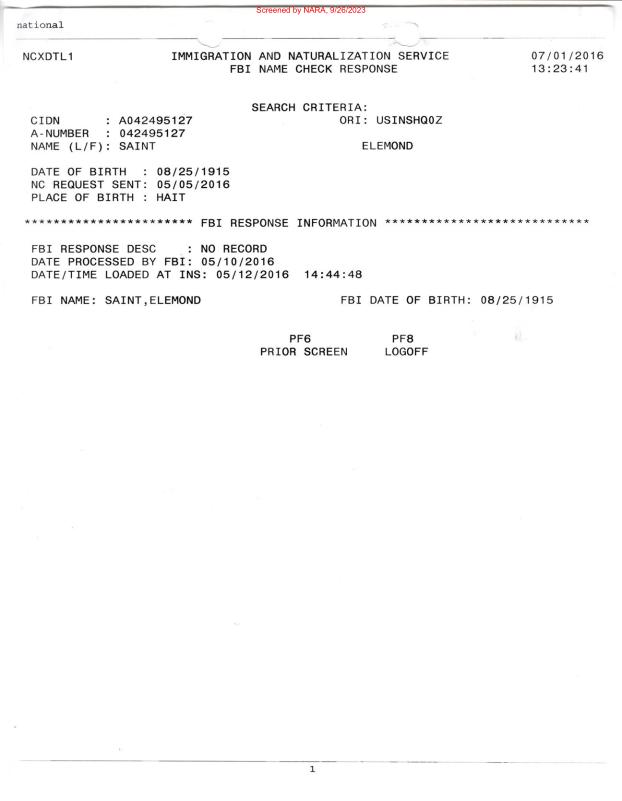 Screened by NARA, 9/26/2023
national
NCXDTL1 IMMIGRATION AND NATURALIZATION SERVICE 07/01/2016
FBI NAME CHECK RESPONSE 13:23:41
SEARCH CRITERIA:
CIDN : A042495127 ORI: USINSHQ0Z
A-NUMBER : 042495127
NAME (L/F): SAINT ELEMOND
DATE OF BIRTH : 08/25/1915
NC REQUEST SENT: 05/05/2016
PLACE OF BIRTH : HAIT
*********************** FBI RESPONSE INFORMATION ****************************
FBI RESPONSE DESC : NO RECORD
DATE PROCESSED BY FBI: 05/10/2016
DATE/TIME LOADED AT INS: 05/12/2016 14:44:48
FBI NAME: SAINT,ELEMOND FBI DATE OF BIRTH: 08/25/1915
PF6 PF8
PRIOR SCREEN LOGOFF
1